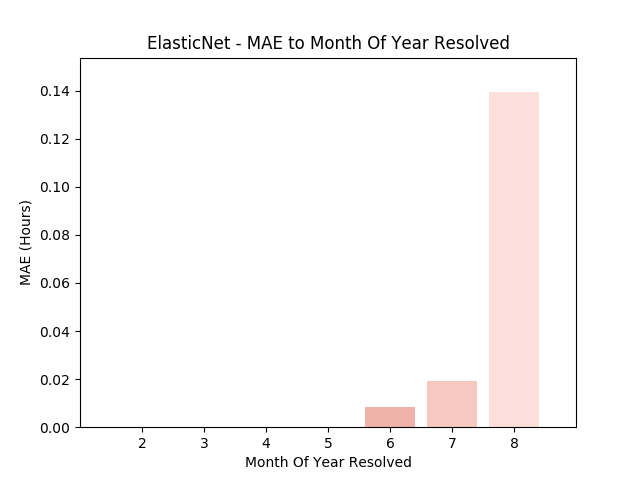 ElasticNet - MAE to Month Of Year Resolved
MAE (Hours)
0.14
0.12
0.10
0.08
0.06
0.04
0.02
0.00
2 3 4 5 6 7 8
Month Of Year Resolved